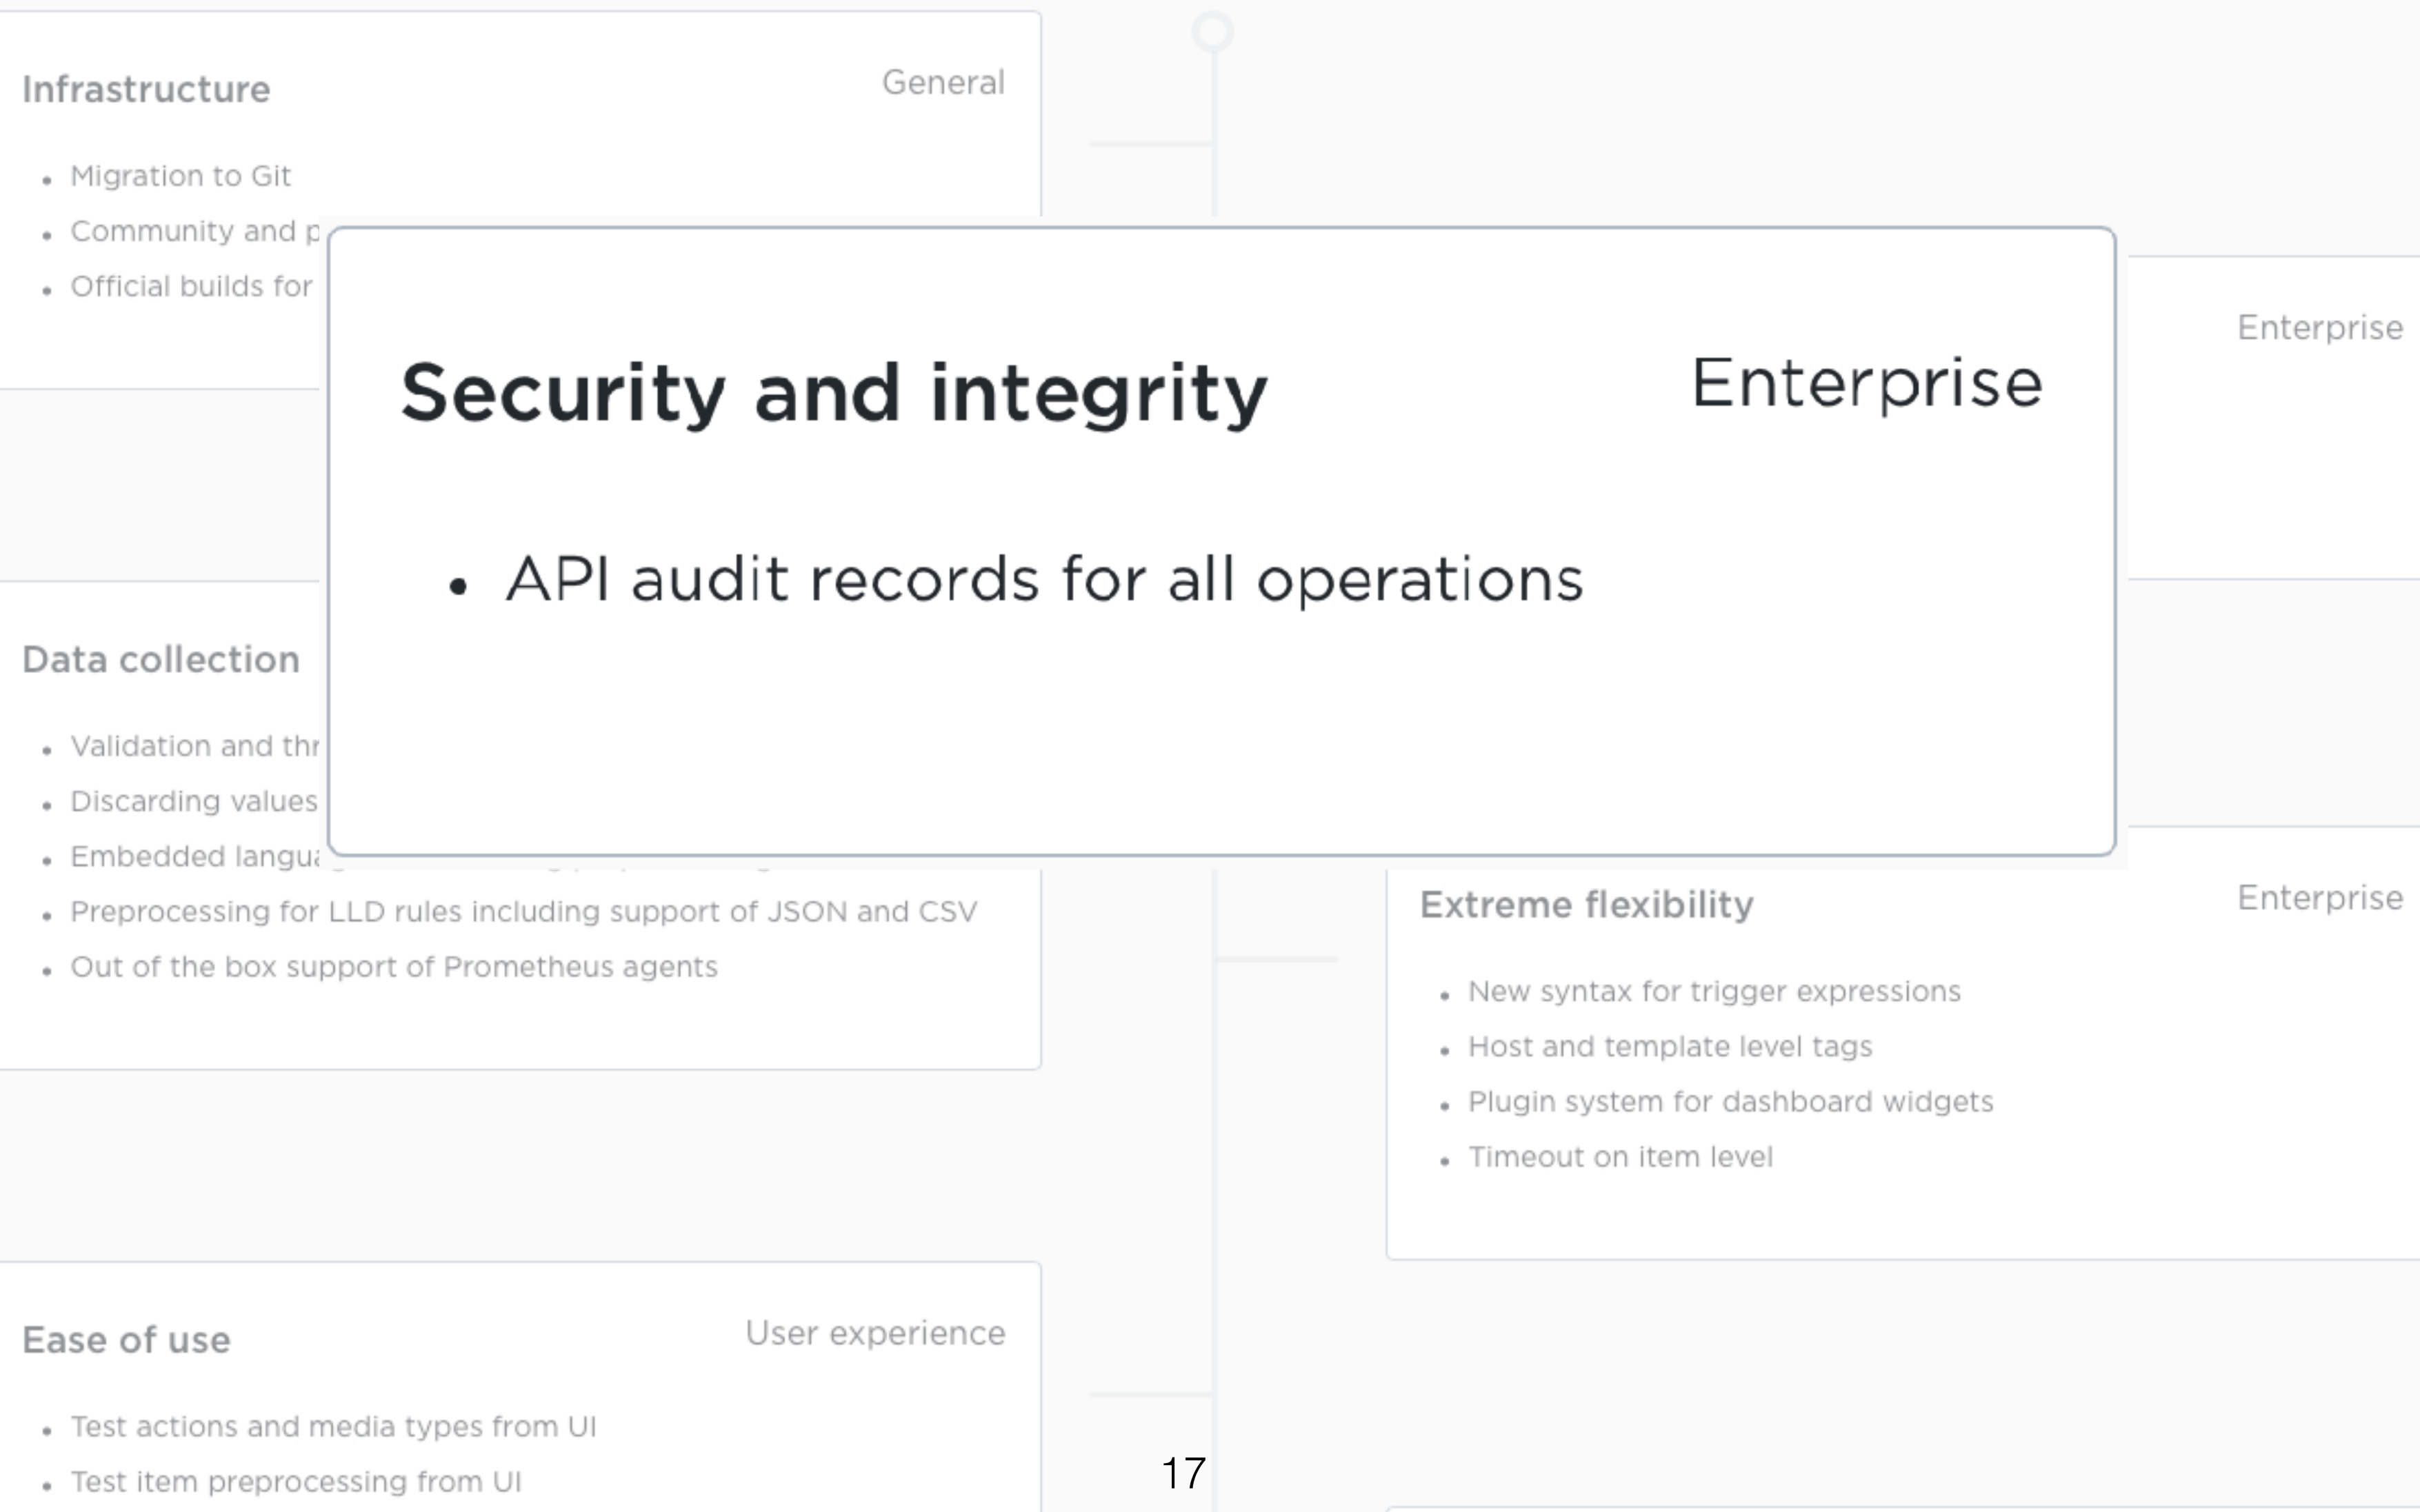 Infrastructure
General
• Migration to Git
• Community and
• Official builds for
Security and integrity
Enterprise
• API audit records for all operations
Enterprise
Data collection
• Validation and
• Discarding values
• Embedded
• Preprocessing for LLD rules including support of JSON and CSV
• Out of the box support of Prometheus agents
Extreme flexibility
Enterprise
• New syntax for trigger expressions
• Host and template level tags
• Plugin system for dashboard widgets
• Timeout on item level
Ease of use
User experience
• Test actions and media types from UI
• Test item preprocessing from UI
17